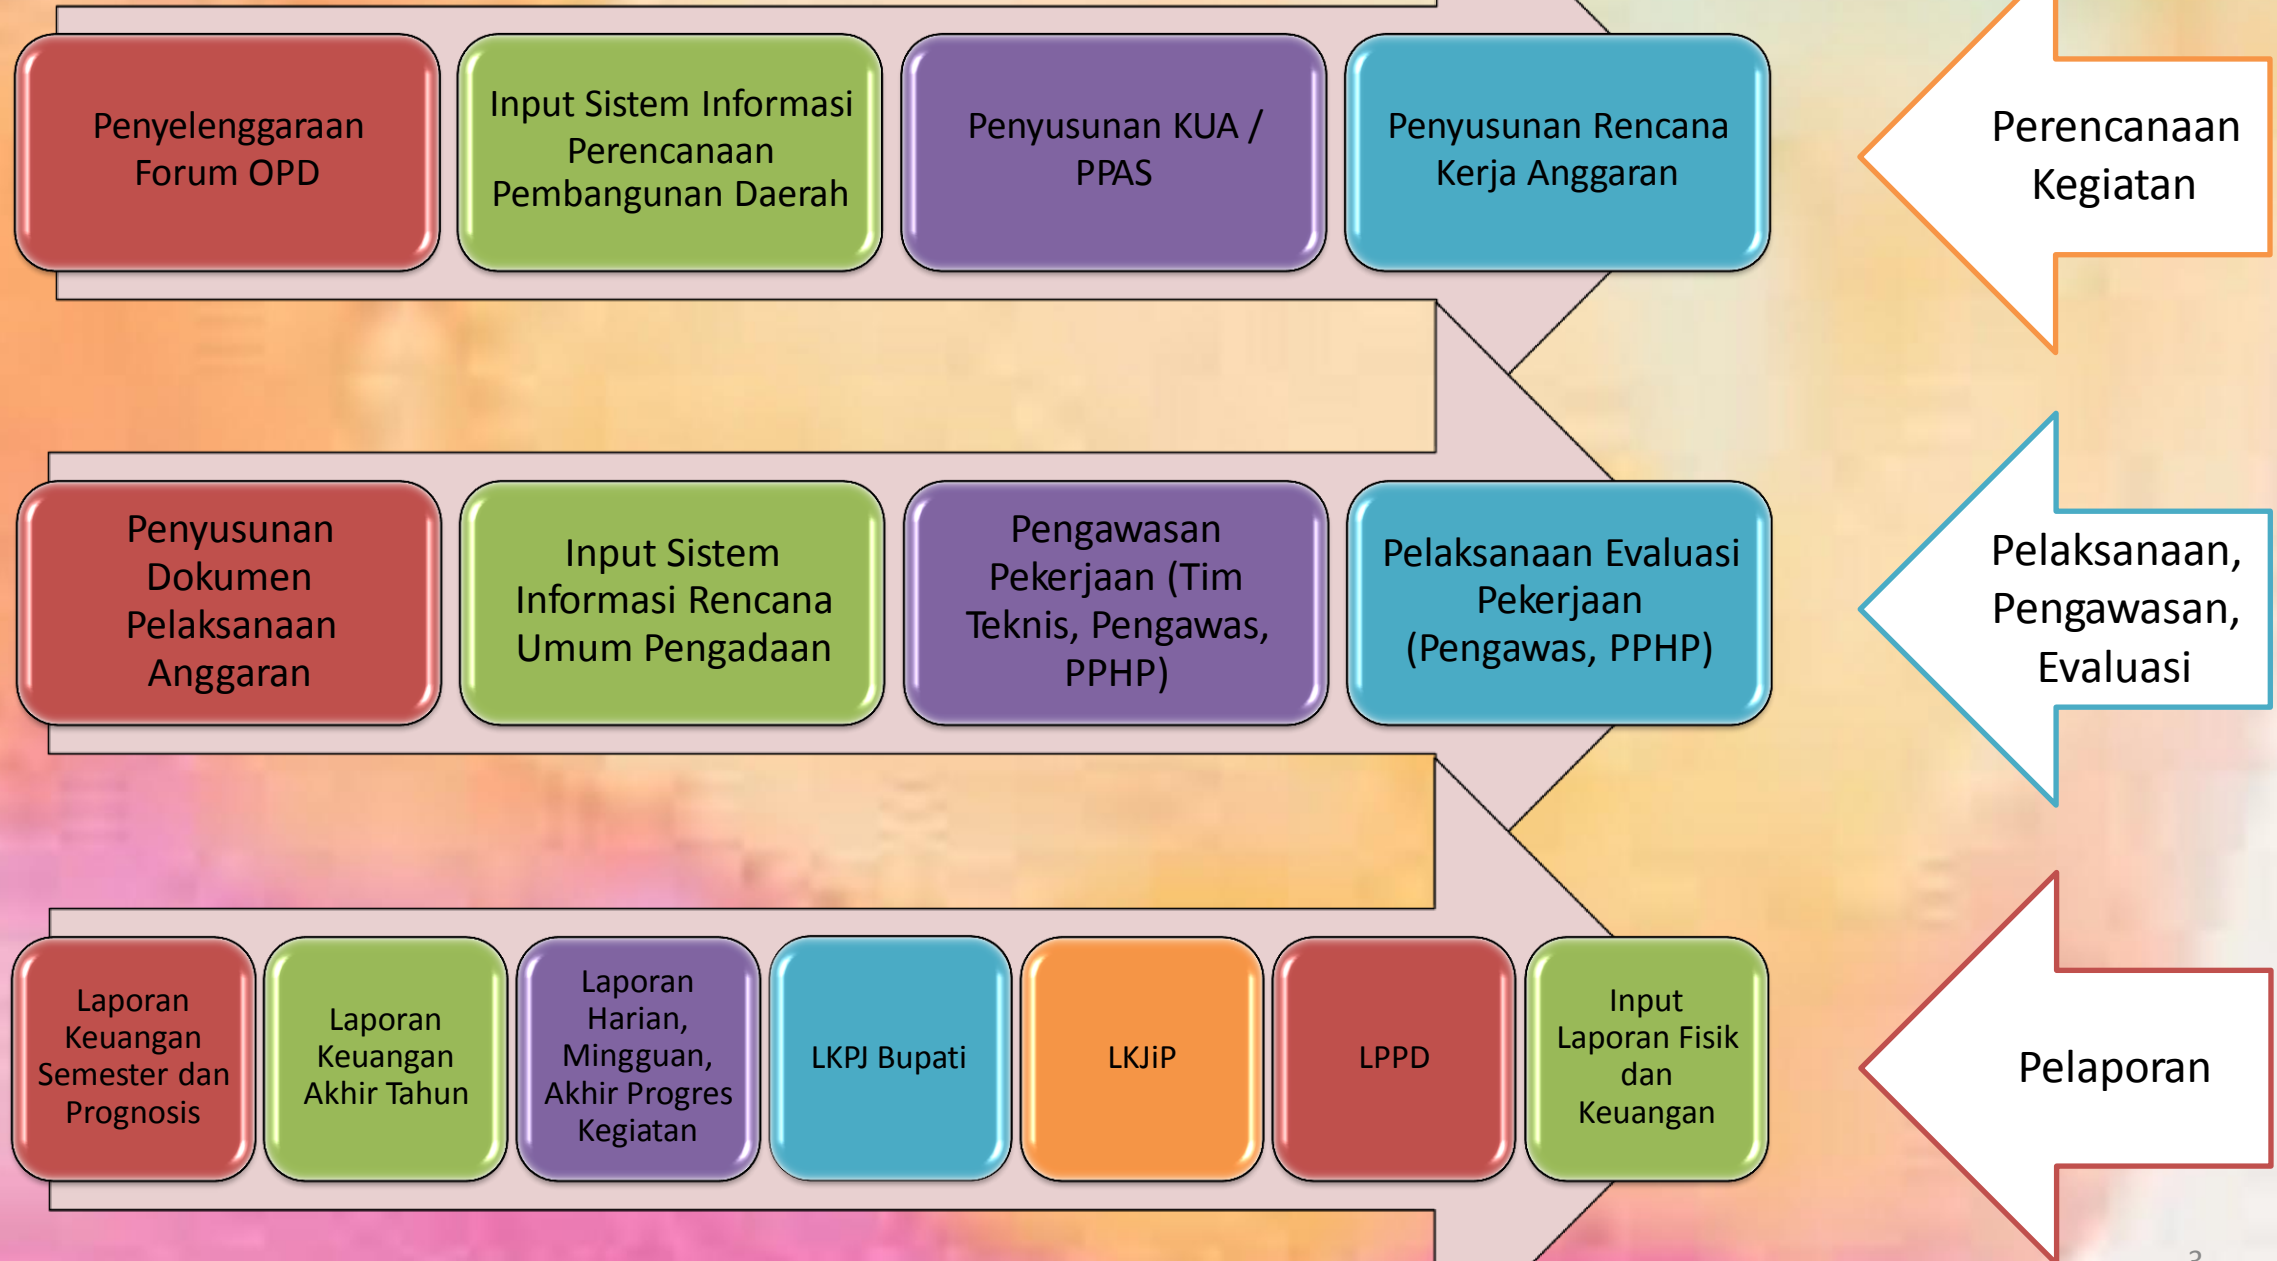 Penyelenggaraan
Forum OPD
Input Sistem Informasi
Perencanaan
Pembangunan Daerah
Penyusunan KUA /
PPAS
Penyusunan Rencana
Kerja Anggaran
Perencanaan
Kegiatan
Penyusunan
Dokumen
Pelaksanaan
Anggaran
Input Sistem
Informasi Rencana
Umum Pengadaan
Pengawasan
Pekerjaan (Tim
Teknis, Pengawas,
PPHP)
Pelaksanaan Evaluasi
Pekerjaan
(Pengawas, PPHP)
Pelaksanaan,
Pengawasan,
Evaluasi
Laporan
Keuangan
Semester dan
Prognosis
Laporan
Keuangan
Akhir Tahun
Laporan
Harian,
Mingguan,
Akhir Progres
Kegiatan
LKPJ Bupati
LKJiP
LPPD
Input
Laporan Fisik
dan
Keuangan
Pelaporan